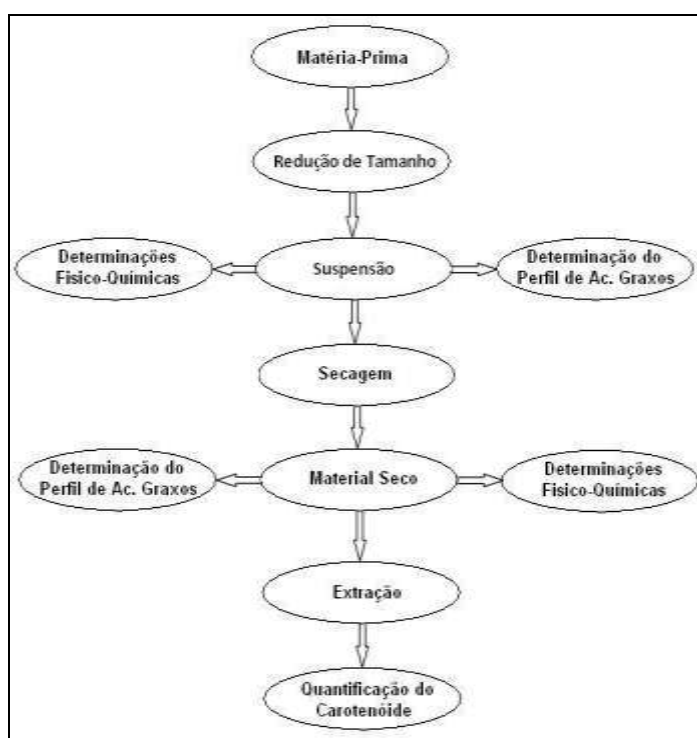 Matéria-Prima
Redução de Tamanho
Determinações
Fisico-Químicas
Suspensão
Determinação do
Perfil de Ac. Graxos
Secagem
Determinação do
Perfil de Ac. Graxos
Material Seco
Determinações
Fisico-Químicas
Extração
Quantificação do
Carotenóide